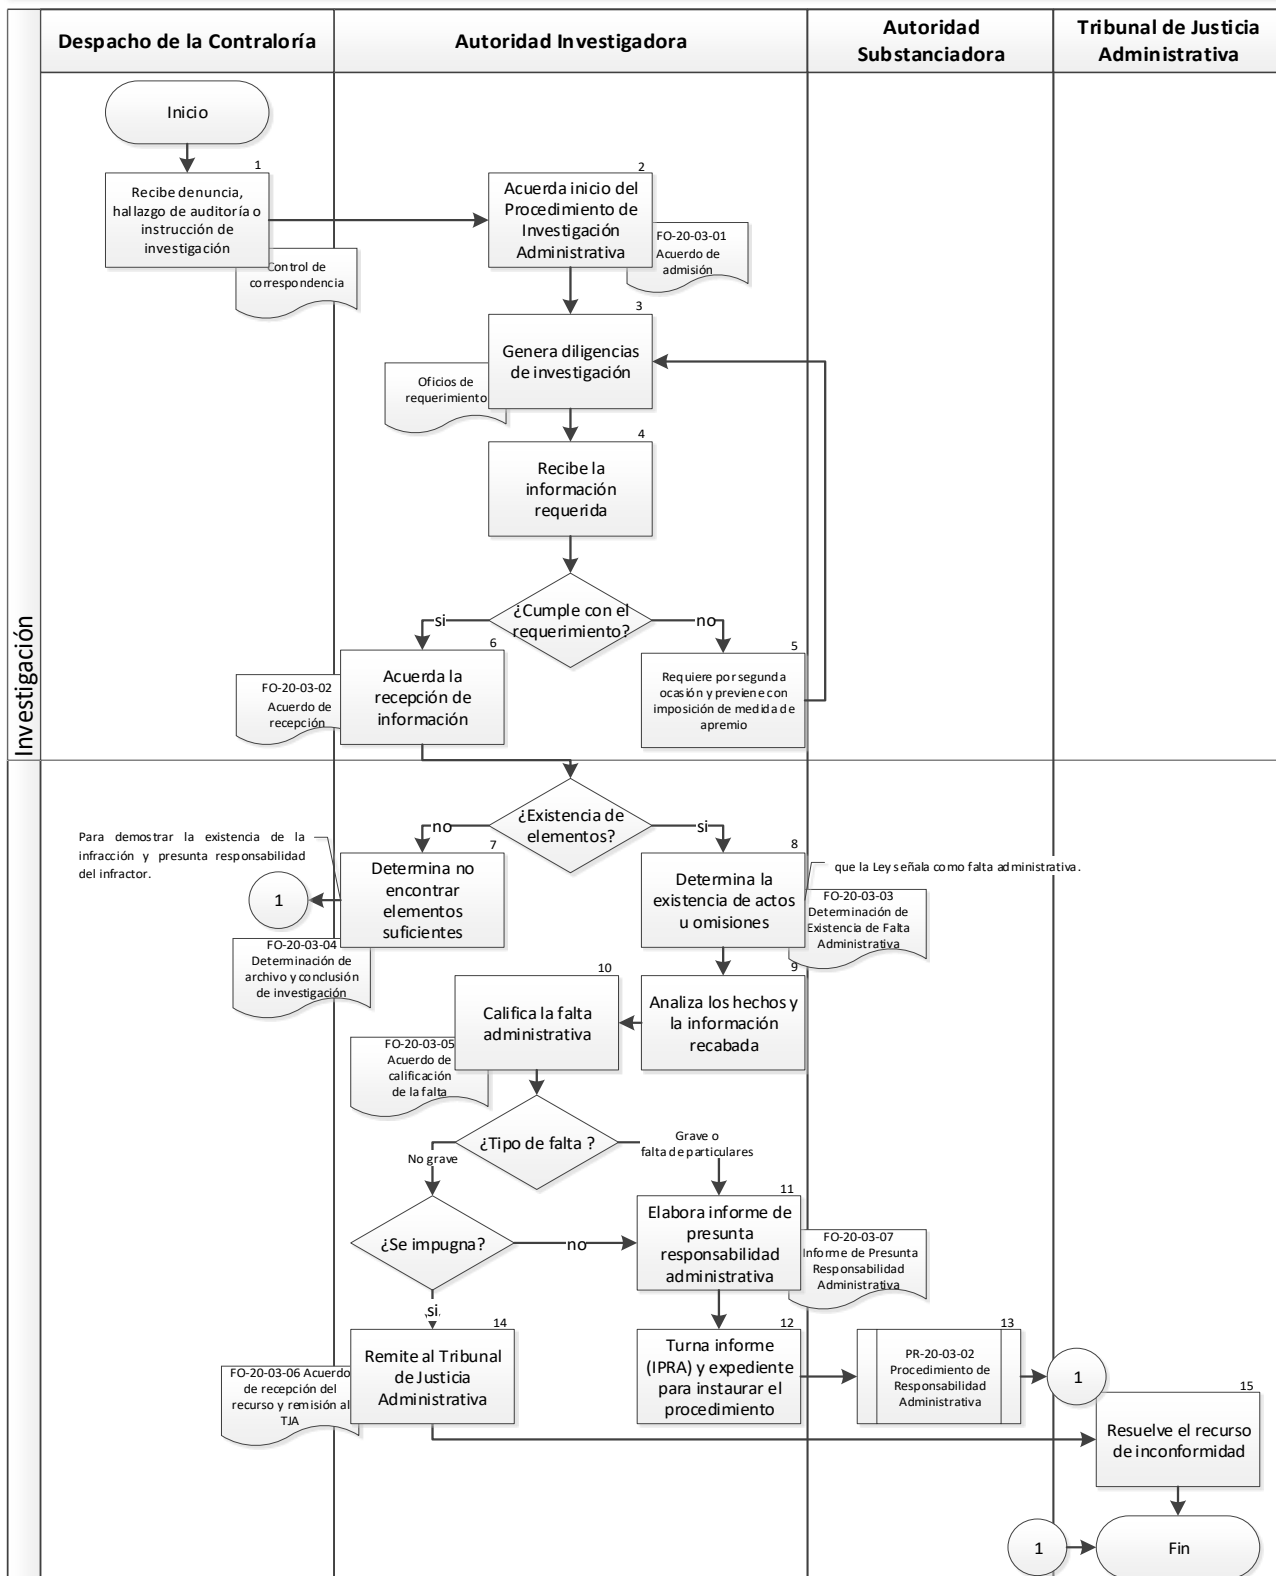 Despacho de la Contraloría
Autoridad Investigadora
Autoridad
Substanciadora
Tribunal de Justicia
Administrativa
Investigación
Inicio
1
Recibe denuncia,
hallazgo de auditoría o
instrucción de
investigación
Control de
correspondencia
2
Acuerda inicio del
Procedimiento de
Investigación
Administrativa
FO-20-03-01
Acuerdo de
admisión
3
Genera diligencias
de investigación
Oficios de
requerimiento
4
Recibe la
información
requerida
¿Cumple con el
requerimiento?
si
no
5
Requiere por segunda
ocasión y previene con
imposición de medida de
apremio
6
Acuerda la
recepción de
información
FO-20-03-02
Acuerdo de
recepción
¿Existencia de
elementos?
no
si
Para demostrar la existencia de la
infracción y presunta responsabilidad
del infractor.
7
Determina no
encontrar
elementos
suficientes
1
FO-20-03-04
Determinación de
archivo y conclusión
de investigación
8
Determina la
existencia de actos
u omisiones
que la Ley señala como falta administrativa.
FO-20-03-03
Determinación de
Existencia de Falta
Administrativa
9
Analiza los hechos y
la información
recabada
10
Califica la falta
administrativa
FO-20-03-05
Acuerdo de
calificación
de la falta
¿Tipo de falta ?
No grave
Grave o
falta de particulares
¿Se impugna?
no
si
11
Elabora informe de
presunta
responsabilidad
administrativa
FO-20-03-07
Informe de Presunta
Responsabilidad
Administrativa
12
Turna informe
(IPRA) y expediente
para instaurar el
procedimiento
13
PR-20-03-02
Procedimiento de
Responsabilidad
Administrativa
1
14
Remite al Tribunal
de Justicia
Administrativa
FO-20-03-06 Acuerdo
de recepción del
recurso y remisión al
TJA
15
Resuelve el recurso
de inconformidad
1
Fin